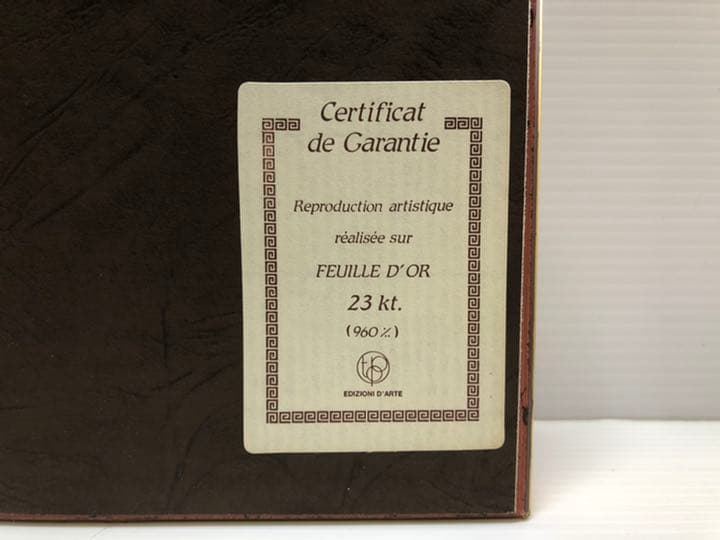 Certificat
de Garantie
Reproduction artistique
réalisée sur
FEUILLE D'OR
23 kt.
(960‰)
EDIZIONI D'ARTE